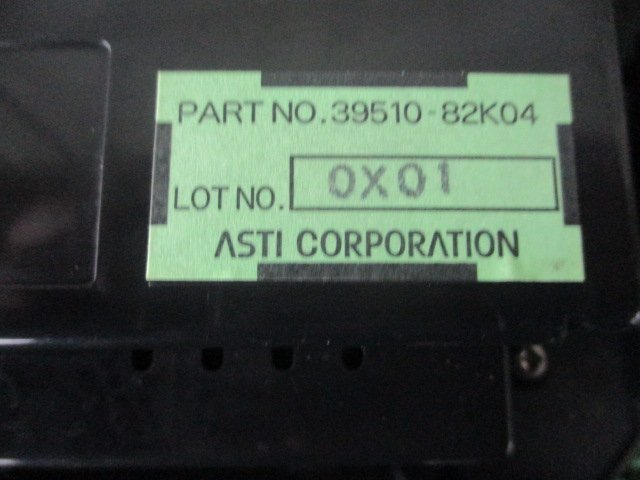 PART NO.39510-82K04
LOT NO. 0X01
ASTI CORPORATION